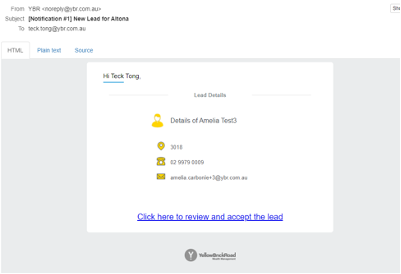 Sh
From YBR <noreply@ybr.com.au>
Subject [Notification #1] New Lead for Altona
To teck.tong@ybr.com.au
HTML Plain text Source
Hi Teck Tong,
Lead Details
Details of Amelia Test3
3018
02 9979 0009
amelia.carbonie+3@ybr.com.au
Click here to review and accept the lead
YellowBrickRoad
Wealth Management